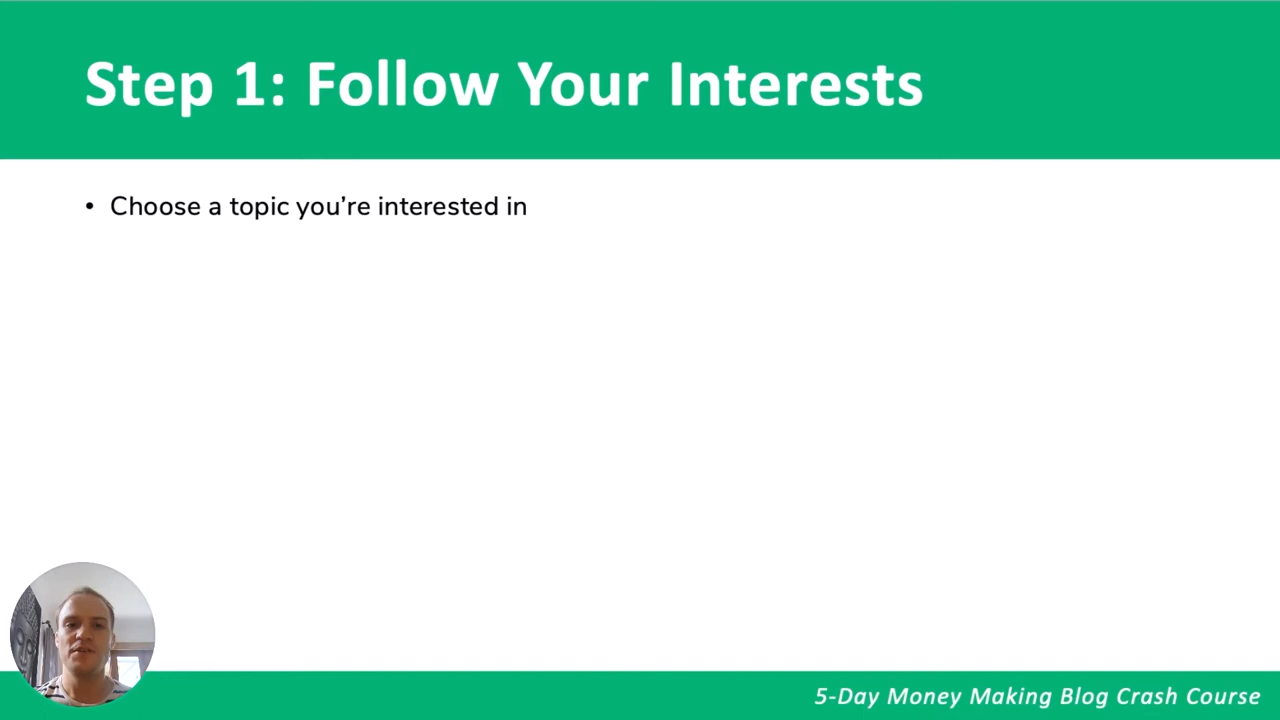 Step 1: Follow Your Interests
• Choose a topic you’re interested in
5-Day Money Making Blog Crash Course